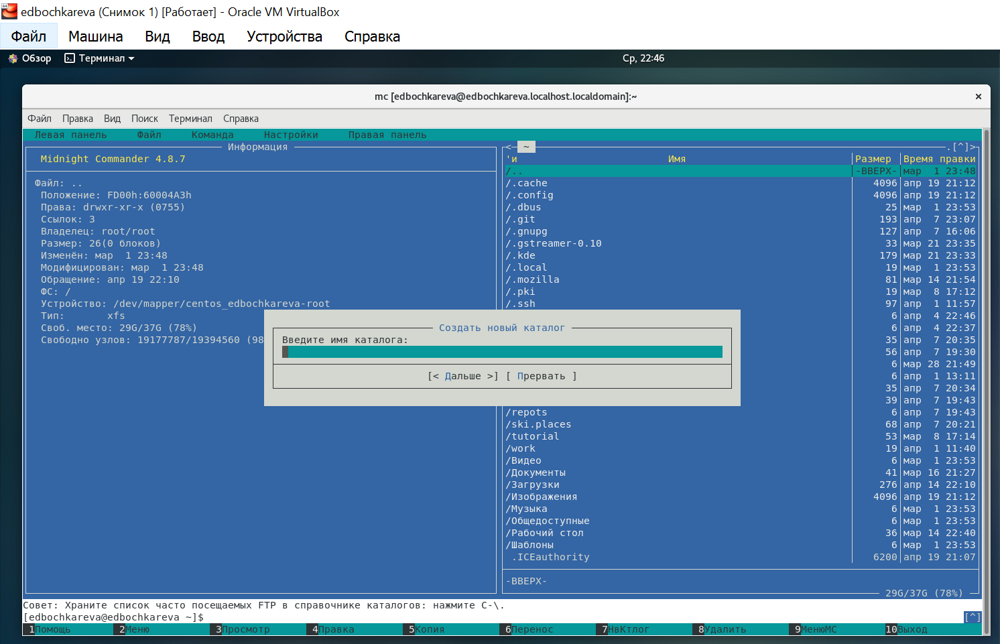 edbochkareva (Снимок 1) [Работает] - Oracle VM VirtualBox
Файл Машина Вид Ввод Устройства Справка
Обзор Терминал Ср, 22:46
mc [edbochkareva@edbochkareva.localhost.localdomain]:~ ×
Файл Правка Вид Поиск Терминал Справка
Левая панель Файл Команда Настройки Правая панель
Информация
Midnight Commander 4.8.7
Файл: ..
Положение: FD00h:60004A3h
Права: drwxr-xr-x (0755)
Ссылок: 3
Владелец: root/root
Размер: 26(0 блоков)
Изменён: мар  1 23:48
Модифицирован: мар  1 23:48
Обращение: апр 19 22:10
ФС: /
Устройство: /dev/mapper/centos_edbochkareva-root
Тип: xfs
Своб. место: 29G/37G (78%)
Свободно узлов: 19177787/19394560 (98
<─ ~ .[^]>
'и Имя Размер Время правки
/.. -ВВЕРХ- мар  1 23:48
/.cache 4096 апр 19 21:12
/.config 4096 апр 19 21:12
/.dbus 25 мар  1 23:53
/.git 193 апр  7 23:07
/.gnupg 127 апр  7 16:06
/.gstreamer-0.10 33 мар 21 23:35
/.kde 179 мар 21 23:33
/.local 19 мар  1 23:53
/.mozilla 81 мар 14 21:54
/.pki 19 мар  8 17:12
/.ssh 97 апр  1 11:57
6 апр  4 22:46
6 апр  4 22:37
35 апр  7 20:35
56 апр  7 19:30
6 мар 28 21:49
6 апр  1 13:11
35 апр  7 20:34
39 апр  7 19:43
/repots 6 апр  7 19:43
/ski.places 68 апр  7 20:21
/tutorial 53 мар  8 17:14
/work 19 апр  1 11:40
/Видео 6 мар  1 23:53
/Документы 41 мар 16 21:27
/Загрузки 276 апр 14 22:10
/Изображения 4096 апр 19 21:12
/Музыка 6 мар  1 23:53
/Общедоступные 6 мар  1 23:53
/Рабочий стол 36 мар 14 22:40
/Шаблоны 6 мар  1 23:53
.ICEauthority 6200 апр 19 21:07
-ВВЕРХ-
29G/37G (78%)
Создать новый каталог
Введите имя каталога:
[< Дальше >] [ Прервать ]
Совет: Храните список часто посещаемых FTP в справочнике каталогов: нажмите C-\.
[edbochkareva@edbochkareva ~]$ [^]
1Помощь 2Меню 3Просмотр 4Правка 5Копия 6Перенос 7НвКтлог 8Удалить 9МенюМС 10Выход